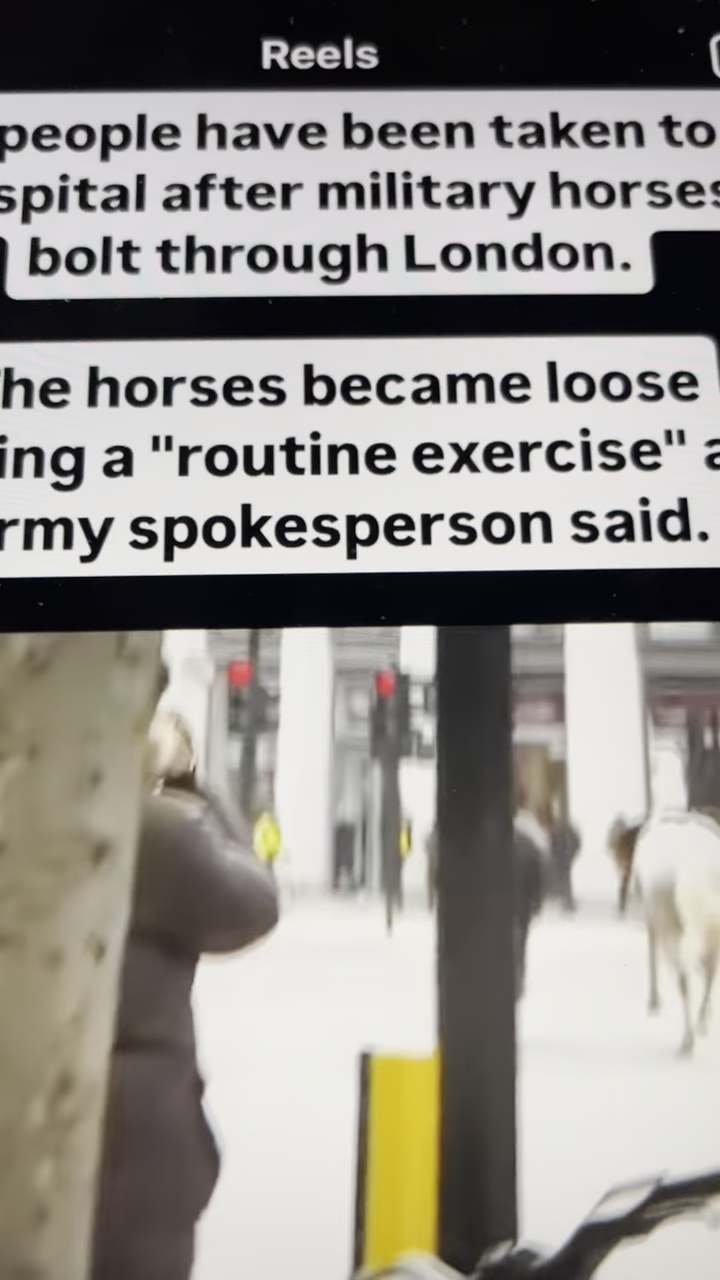 Reels
people have been taken to
spital after military horses
bolt through London.
he horses became loose
ing a "routine exercise" a
rmy spokesperson said.